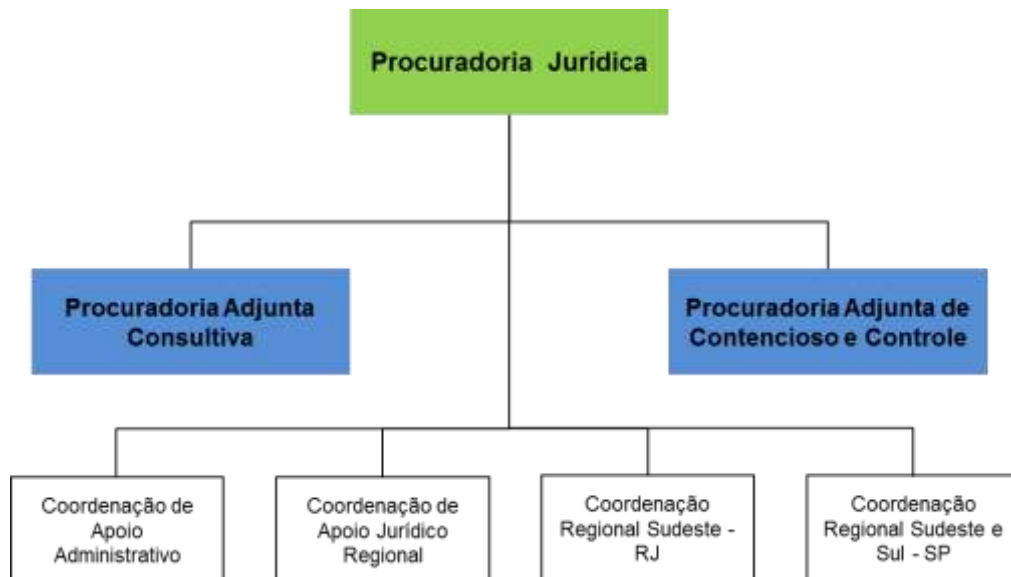 Procuradoria Jurídica
Procuradoria Adjunta
Consultiva
Procuradoria Adjunta de
Contencioso e Controle
Coordenação de
Apoio
Administrativo
Coordenação de
Apoio Jurídico
Regional
Coordenação
Regional Sudeste -
RJ
Coordenação
Regional Sudeste e
Sul - SP